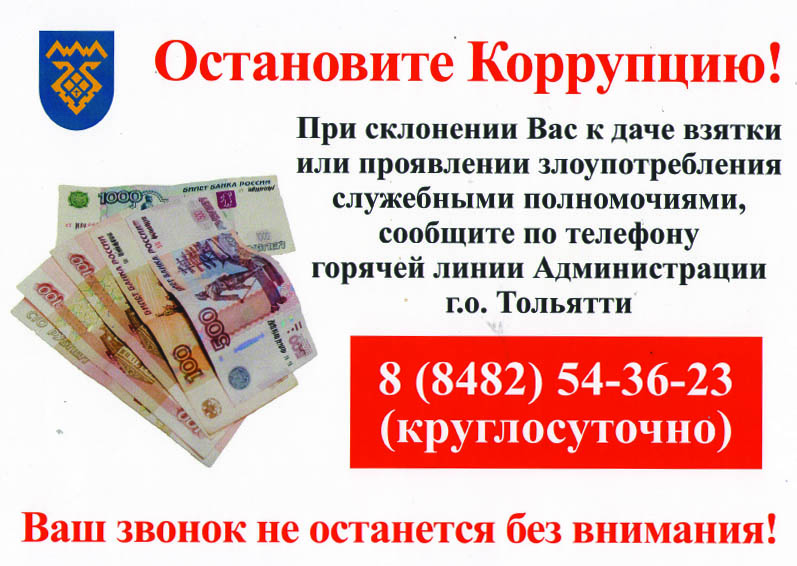 Остановите Коррупцию!
При склонении Вас к даче взятки
или проявлении злоупотребления
служебными полномочиями,
сообщите по телефону
горячей линии Администрации
г.о. Тольятти
8 (8482) 54-36-23
(круглосуточно)
Ваш звонок не останется без внимания!
1000
БИЛЕТ БАНКА РОССИИ
500
100